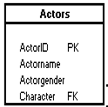 Actors
ActorID PK
Actorname
Actorgender
Character FK
.